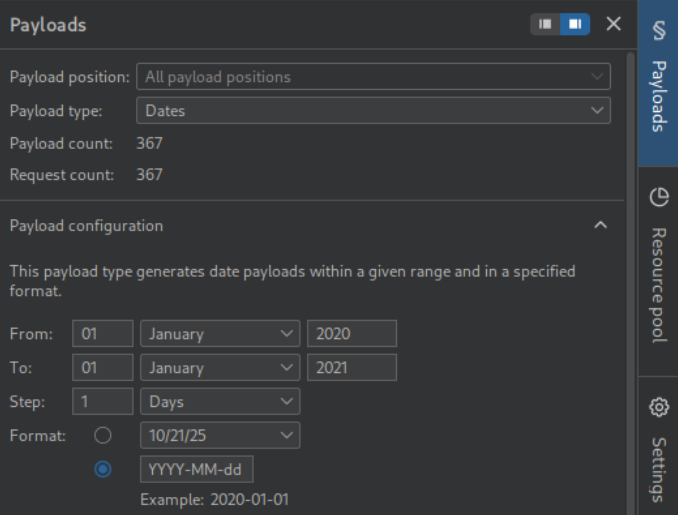 Payloads
Payload position: All payload positions
Payload type: Dates
Payload count: 367
Request count: 367
Payload configuration
This payload type generates date payloads within a given range and in a specified
format.
From: 01 January 2020
To: 01 January 2021
Step: 1 Days
Format: 10/21/25
YYYY-MM-dd
Example: 2020-01-01
§
Payloads
Resource pool
Settings